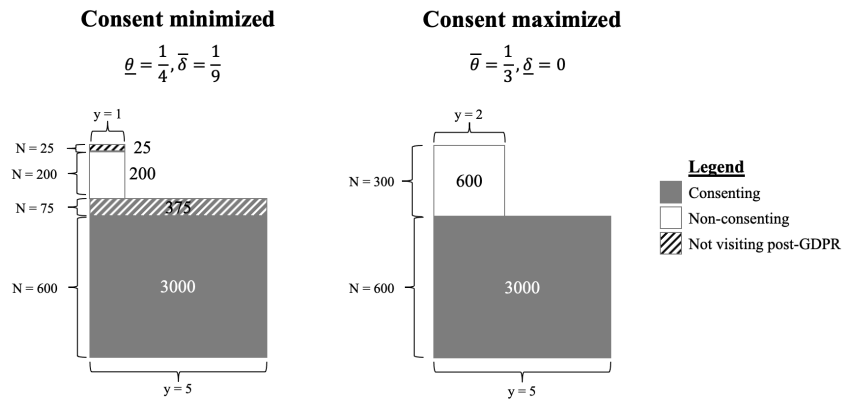 Consent minimized
θ = 1/4, δ̅ = 1/9
y = 1
N = 25
25
N = 200
200
N = 75
375
N = 600
3000
y = 5
Consent maximized
θ̅ = 1/3, δ = 0
y = 2
N = 300
600
N = 600
3000
y = 5
Legend
Consenting
Non-consenting
Not visiting post-GDPR